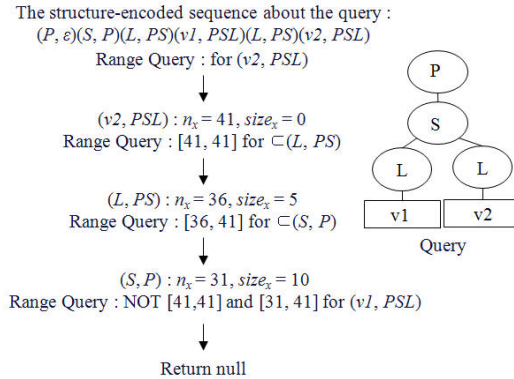 The structure-encoded sequence about the query :
(P, ε)(S, P)(L, PS)(v1, PSL)(L, PS)(v2, PSL)
Range Query : for (v2, PSL)
(v2, PSL) : nx = 41, sizex = 0
Range Query : [41, 41] for ⊂(L, PS)
(L, PS) : nx = 36, sizex = 5
Range Query : [36, 41] for ⊂(S, P)
(S, P) : nx = 31, sizex = 10
Range Query : NOT [41,41] and [31, 41] for (v1, PSL)
Return null
P
S
L L
v1 v2
Query